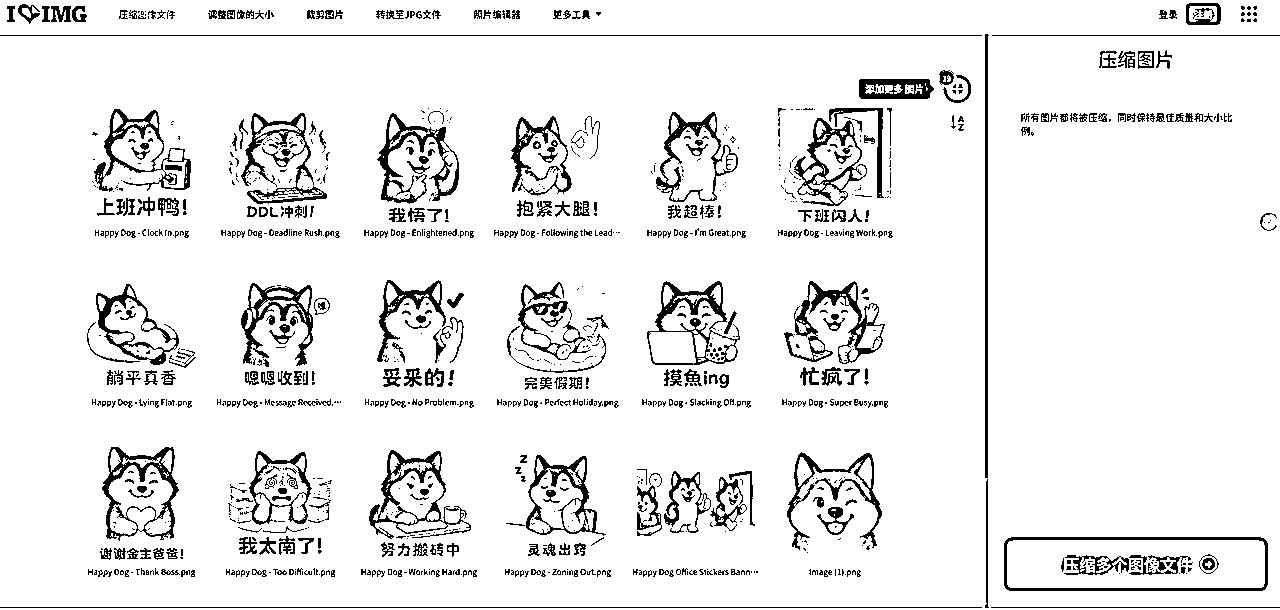 I IMG
压缩图像文件
调整图像的大小
裁剪图片
转换至JPG文件
照片编辑器
更多工具
登录
添加更多图片
压缩图片
所有图片都将被压缩，同时保持最佳质量和大小比
例。
上班冲鸭!
DDL冲刺!
我悟了!
抱紧大腿!
我超棒!
下班闪人!
Happy Dog - Clock In.png
Happy Dog - Deadline Rush.png
Happy Dog - Enlightened.png
Happy Dog - Following the Lead···
Happy Dog - I'm Great.png
Happy Dog - Leaving Work.png
躺平真香
嗯嗯收到!
妥妥的!
完美假期!
摸魚ing
忙疯了!
Happy Dog - Lying Flat.png
Happy Dog - Message Received.···
Happy Dog - No Problem.png
Happy Dog - Perfect Holiday.png
Happy Dog - Slacking Off.png
Happy Dog - Super Busy.png
z
z
z
谢谢金主爸爸!
我太南了!
努力搬砖中
灵魂出窍
Happy Dog - Thank Boss.png
Happy Dog - Too Difficult.png
Happy Dog - Working Hard.png
Happy Dog - Zoning Out.png
Happy Dog Office Stickers Bann···
Image (1).png
压缩多个图像文件